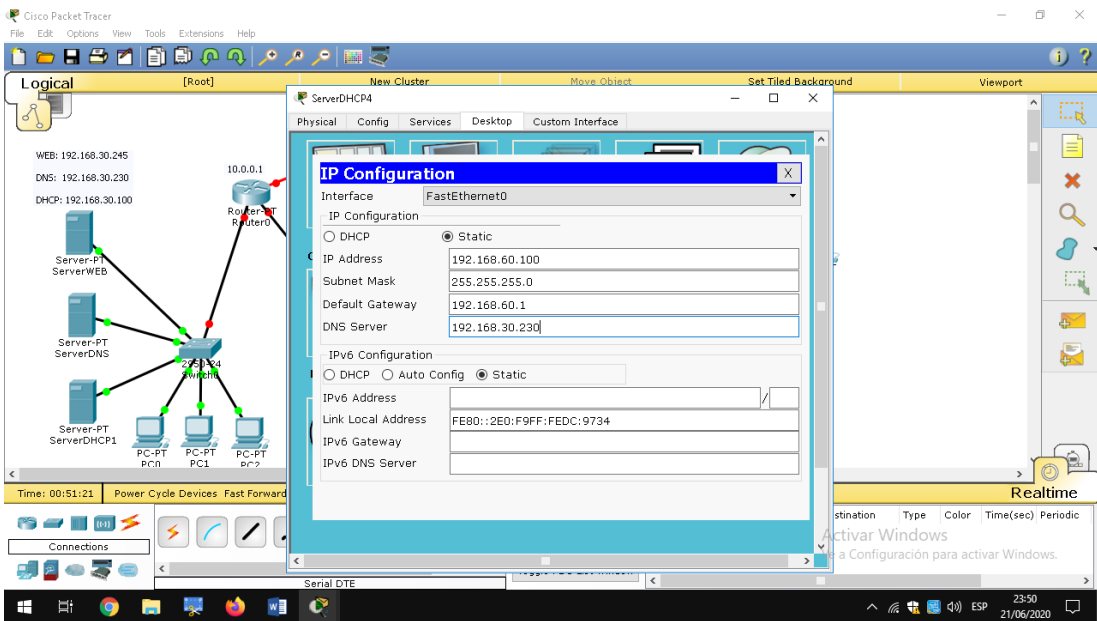 Cisco Packet Tracer
File Edit Options View Tools Extensions Help
Logical [Root] New Cluster Move Object Set Tiled Background Viewport
ServerDHCP4
Physical Config Services Desktop Custom Interface
IP Configuration X
Interface FastEthernet0
IP Configuration
DHCP Static
IP Address 192.168.60.100
Subnet Mask 255.255.255.0
Default Gateway 192.168.60.1
DNS Server 192.168.30.230
IPv6 Configuration
DHCP Auto Config Static
IPv6 Address /
Link Local Address FE80::2E0:F9FF:FEDC:9734
IPv6 Gateway
IPv6 DNS Server
WEB: 192.168.30.245
DNS: 192.168.30.230
DHCP: 192.168.30.100
10.0.0.1
Router-PT
Router0
Server-PT
ServerWEB
Server-PT
ServerDNS
2950-24
Switch0
Server-PT
ServerDHCP1
PC-PT
PC0
PC-PT
PC1
PC-PT
PC2
Time: 00:51:21 Power Cycle Devices Fast Forward
Realtime
Connections
Serial DTE
stination Type Color Time(sec) Periodic
Activar Windows
a Configuración para activar Windows.
ESP
23:50
21/06/2020